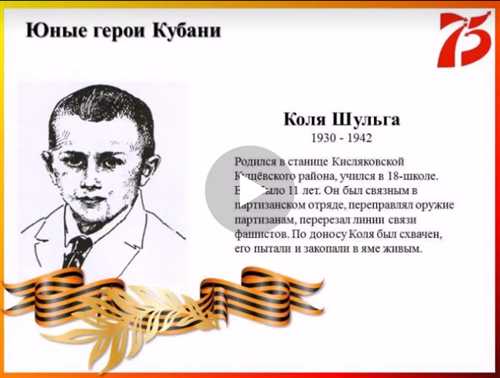 Юные герои Кубани
75
Коля Шульга
1930 - 1942
Родился в станице Кисляковской
Кущёвского района, учился в 18-школе.
было 11 лет. Он был связным в
партизанском отряде, переправлял оружие
партизанам, перерезал линии связи
фашистов. По доносу Коля был схвачен,
его пытали и закопали в яме живым.